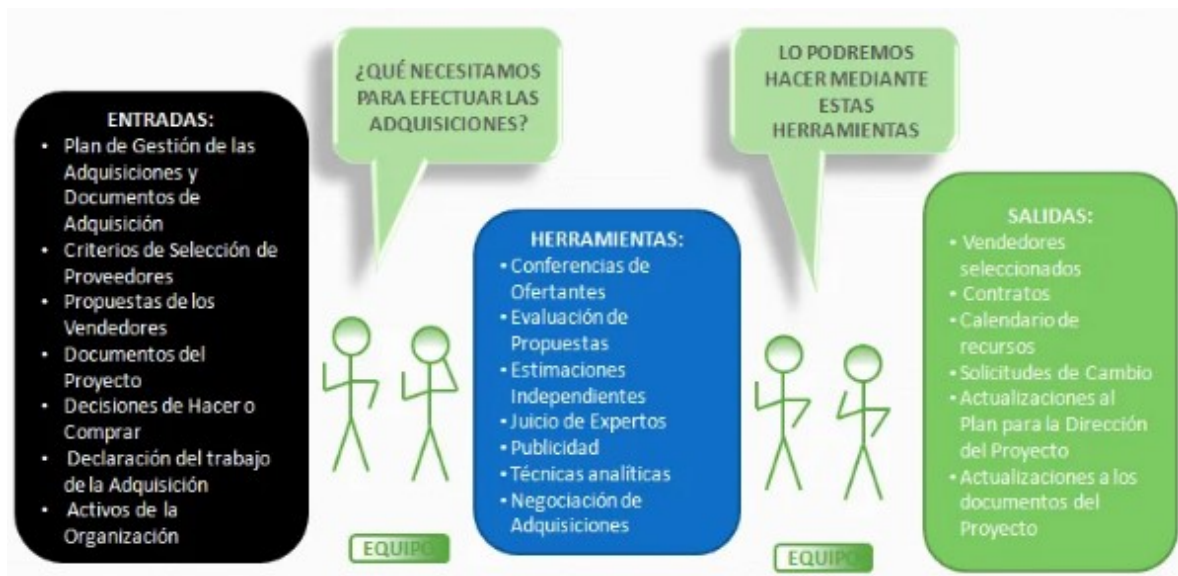 ¿QUÉ NECESITAMOS
PARA EFECTUAR LAS
ADQUISICIONES?
LO PODREMOS
HACER MEDIANTE
ESTAS
HERRAMIENTAS
ENTRADAS:
• Plan de Gestión de las
Adquisiciones y
Documentos de
Adquisición
• Criterios de Selección de
Proveedores
• Propuestas de los
Vendedores
• Documentos del
Proyecto
• Decisiones de Hacer o
Comprar
• Declaración del trabajo
de la Adquisición
• Activos de la
Organización
HERRAMIENTAS:
• Conferencias de
Ofertantes
• Evaluación de
Propuestas
• Estimaciones
Independientes
• Juicio de Expertos
• Publicidad
• Técnicas analíticas
• Negociación de
Adquisiciones
SALIDAS:
• Vendedores
seleccionados
• Contratos
• Calendario de
recursos
• Solicitudes de Cambio
• Actualizaciones al
Plan para la Dirección
del Proyecto
• Actualizaciones a los
documentos del
Proyecto
EQUIPO
EQUIPO